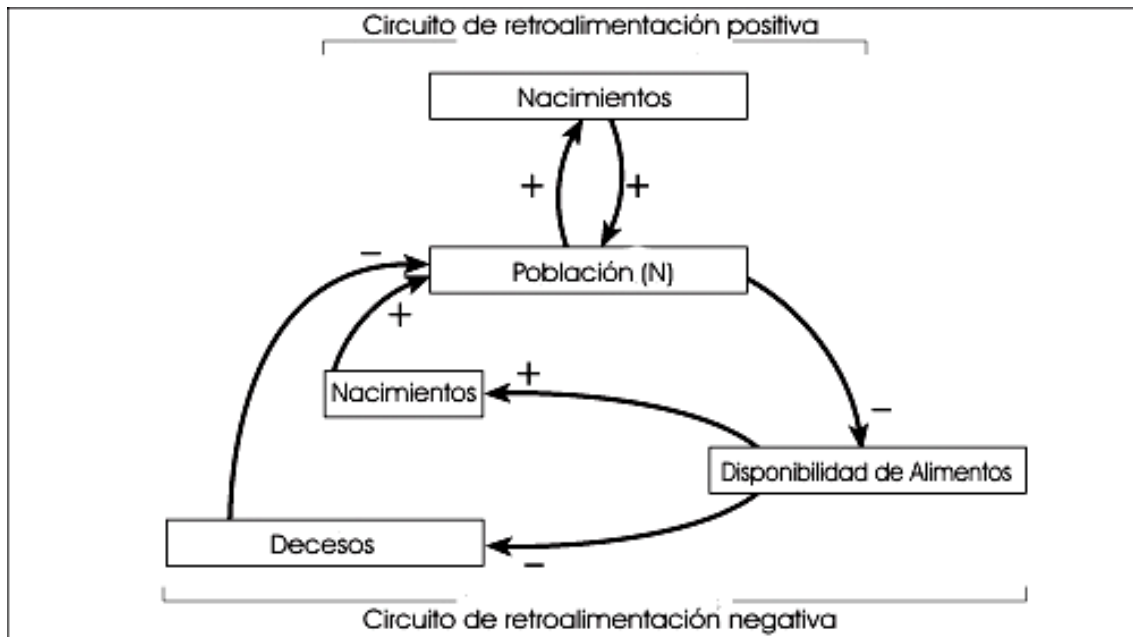 Circuito de retroalimentación positiva
Nacimientos
+ +
Población (N)
−
+
Nacimientos
+
−
Disponibilidad de Alimentos
Decesos
−
Circuito de retroalimentación negativa